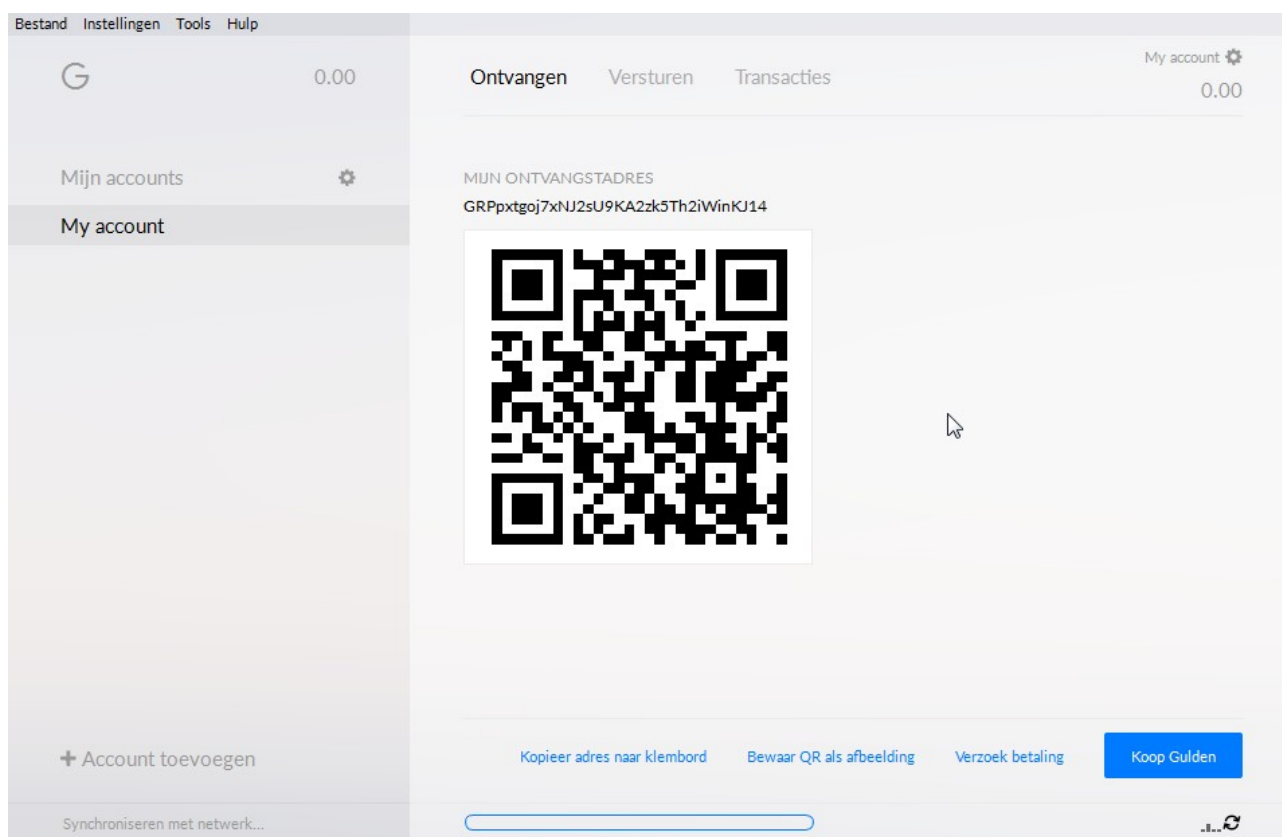 Bestand Instellingen Tools Hulp
G 0.00
Ontvangen Versturen Transacties
My account
0.00
Mijn accounts
My account
MIJN ONTVANGSTADRES
GRPpxtgoj7xNJ2sU9KA2zk5Th2iWinKJ14
+ Account toevoegen
Kopieer adres naar klembord Bewaar QR als afbeelding Verzoek betaling Koop Gulden
Synchroniseren met netwerk...